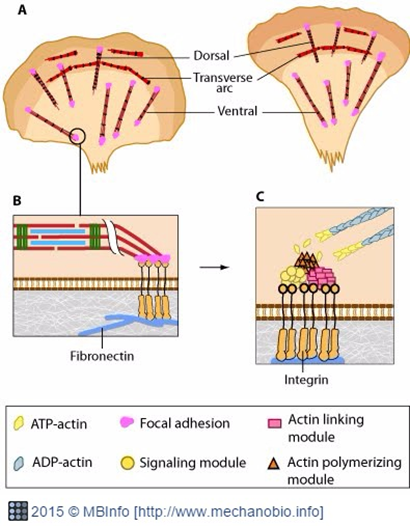 A
Dorsal
Transverse
arc
Ventral
B
C
Fibronectin
Integrin
ATP-actin
Focal adhesion
Actin linking
module
ADP-actin
Signaling module
Actin polymerizing
module
2015 © MBInfo [http://www.mechanobio.info]